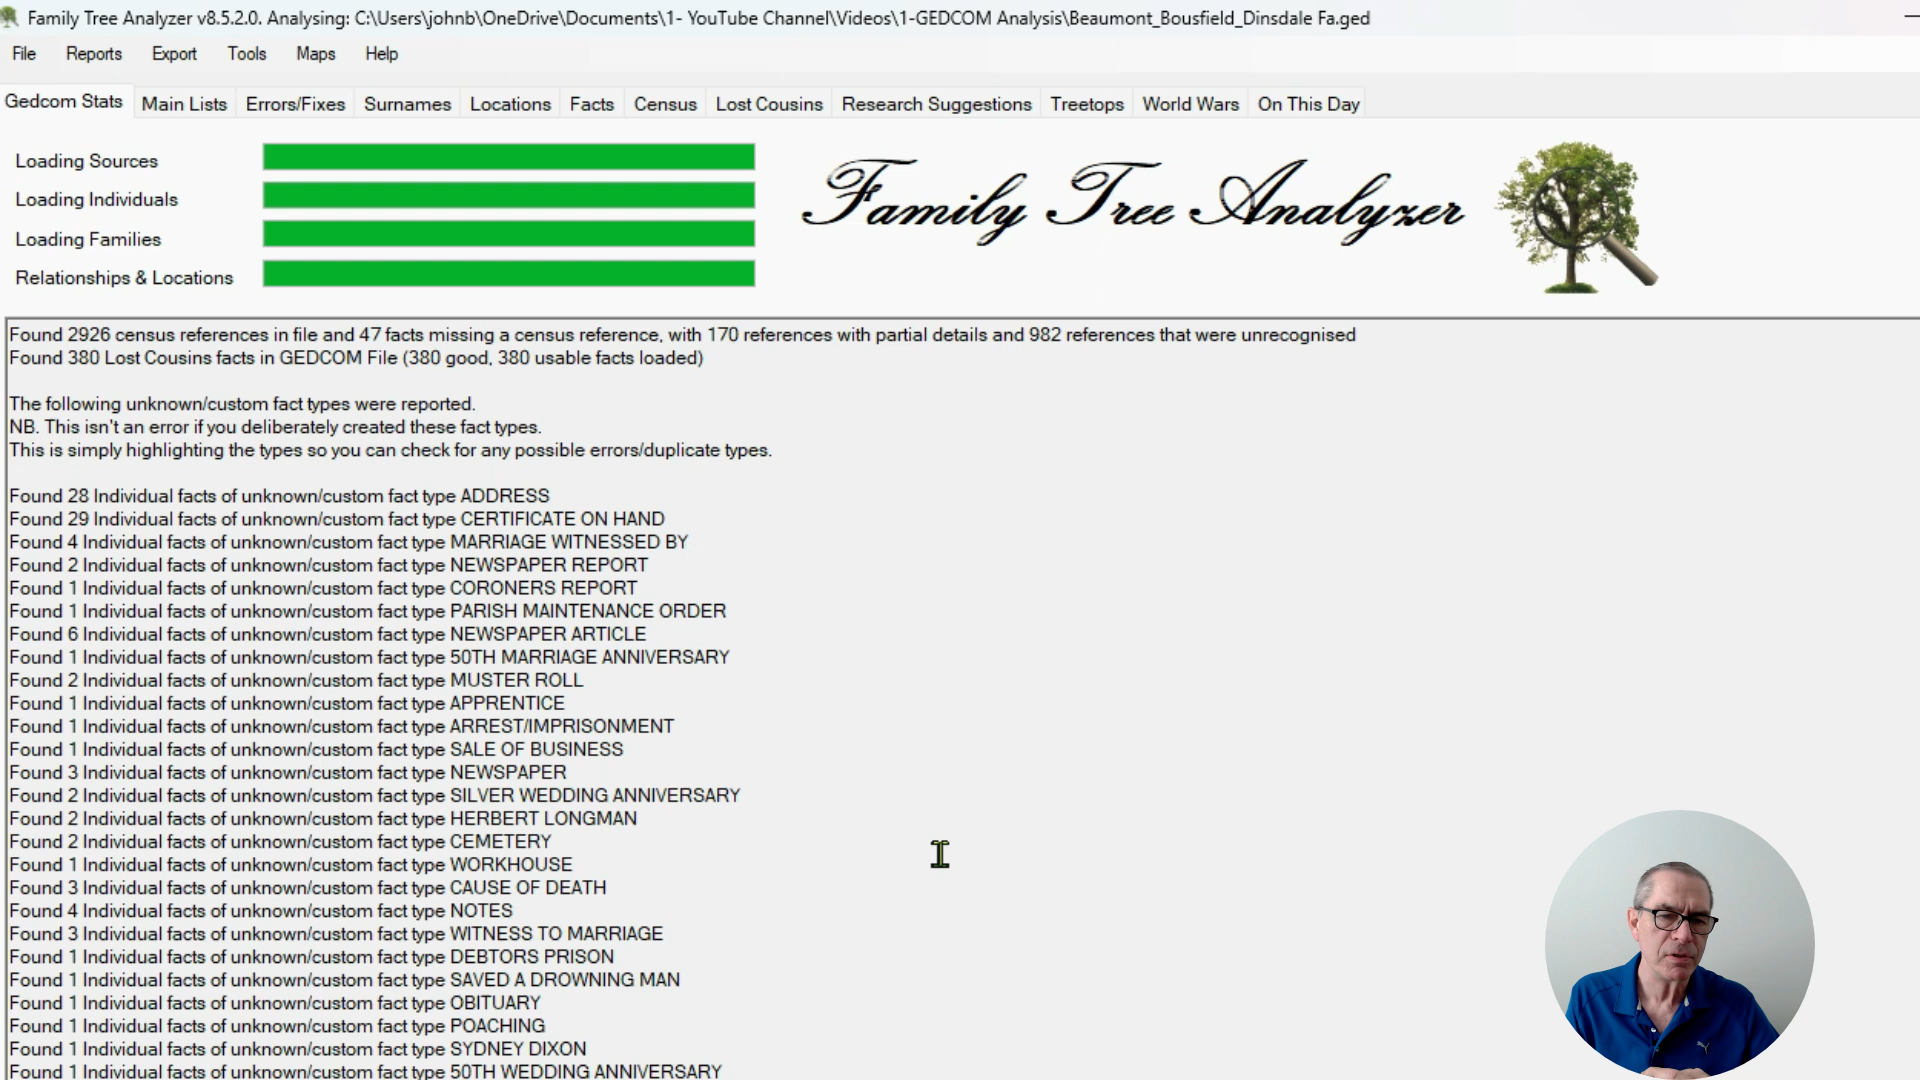 Family Tree Analyzer v8.5.2.0. Analysing: C:\Users\johnb\OneDrive\Documents\1- YouTube Channel\Videos\1-GEDCOM Analysis\Beaumont_Bousfield_Dinsdale Fa.ged
File Reports Export Tools Maps Help
Gedcom Stats Main Lists Errors/Fixes Surnames Locations Facts Census Lost Cousins Research Suggestions Treetops World Wars On This Day
Loading Sources
Loading Individuals
Loading Families
Relationships & Locations
Family Tree Analyzer
Found 2926 census references in file and 47 facts missing a census reference, with 170 references with partial details and 982 references that were unrecognised
Found 380 Lost Cousins facts in GEDCOM File (380 good, 380 usable facts loaded)
The following unknown/custom fact types were reported.
NB. This isn't an error if you deliberately created these fact types.
This is simply highlighting the types so you can check for any possible errors/duplicate types.
Found 28 Individual facts of unknown/custom fact type ADDRESS
Found 29 Individual facts of unknown/custom fact type CERTIFICATE ON HAND
Found 4 Individual facts of unknown/custom fact type MARRIAGE WITNESSED BY
Found 2 Individual facts of unknown/custom fact type NEWSPAPER REPORT
Found 1 Individual facts of unknown/custom fact type CORONERS REPORT
Found 1 Individual facts of unknown/custom fact type PARISH MAINTENANCE ORDER
Found 6 Individual facts of unknown/custom fact type NEWSPAPER ARTICLE
Found 1 Individual facts of unknown/custom fact type 50TH MARRIAGE ANNIVERSARY
Found 2 Individual facts of unknown/custom fact type MUSTER ROLL
Found 1 Individual facts of unknown/custom fact type APPRENTICE
Found 1 Individual facts of unknown/custom fact type ARREST/IMPRISONMENT
Found 1 Individual facts of unknown/custom fact type SALE OF BUSINESS
Found 3 Individual facts of unknown/custom fact type NEWSPAPER
Found 2 Individual facts of unknown/custom fact type SILVER WEDDING ANNIVERSARY
Found 2 Individual facts of unknown/custom fact type HERBERT LONGMAN
Found 2 Individual facts of unknown/custom fact type CEMETERY
Found 1 Individual facts of unknown/custom fact type WORKHOUSE
Found 3 Individual facts of unknown/custom fact type CAUSE OF DEATH
Found 4 Individual facts of unknown/custom fact type NOTES
Found 3 Individual facts of unknown/custom fact type WITNESS TO MARRIAGE
Found 1 Individual facts of unknown/custom fact type DEBTORS PRISON
Found 1 Individual facts of unknown/custom fact type SAVED A DROWNING MAN
Found 1 Individual facts of unknown/custom fact type OBITUARY
Found 1 Individual facts of unknown/custom fact type POACHING
Found 1 Individual facts of unknown/custom fact type SYDNEY DIXON
Found 1 Individual facts of unknown/custom fact type 50TH WEDDING ANNIVERSARY